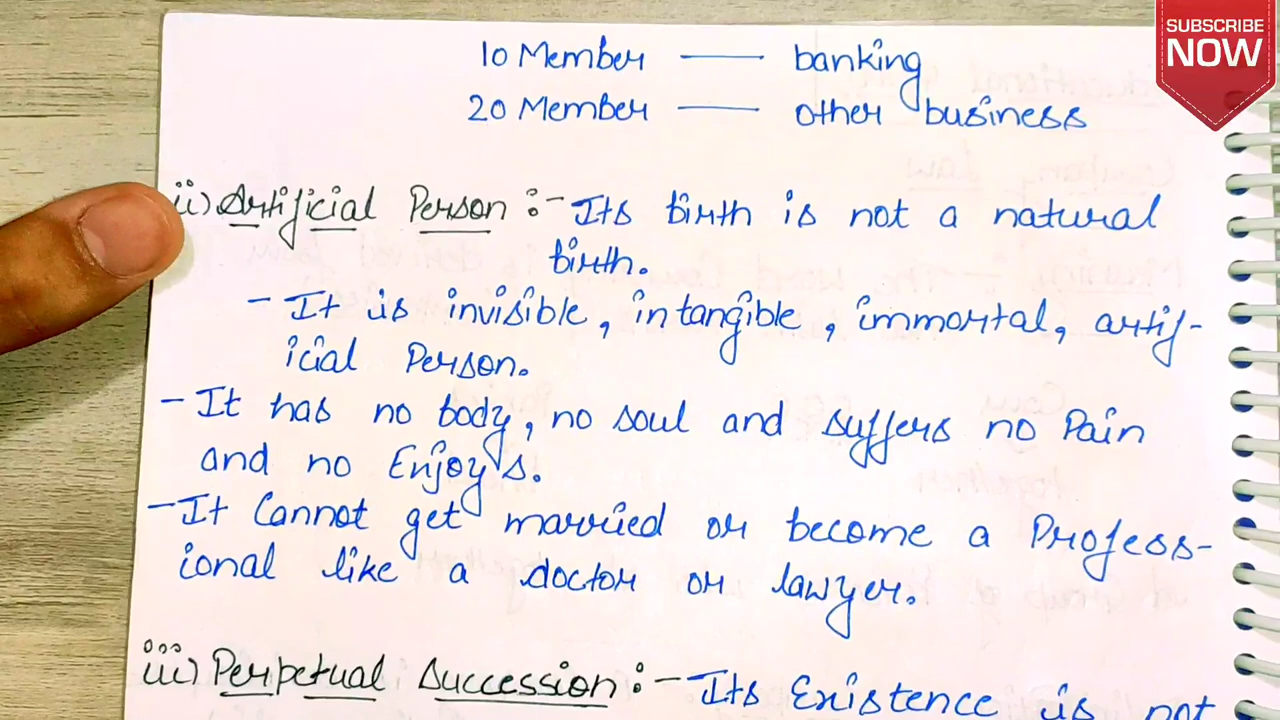 SUBSCRIBE
NOW
10 Member — banking
20 Member — other business
ii) Artificial Person :- Its birth is not a natural
birth.
- It is invisible, intangible, immortal, artif-
icial Person.
- It has no body, no soul and suffers no Pain
and no Enjoy's.
- It Cannot get married or become a Profess-
ional like a doctor or lawyer.
iii) Perpetual Succession :- Its Existence is not